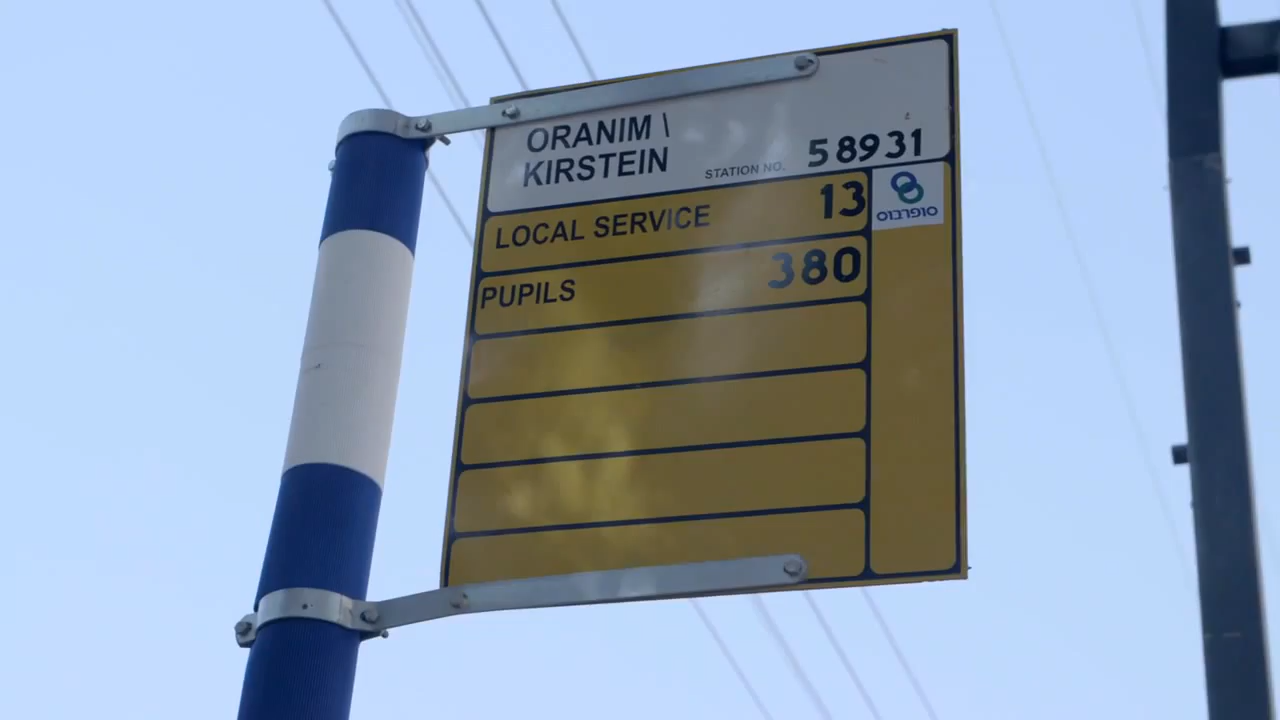 ORANIM \
KIRSTEIN
STATION NO. 58931
LOCAL SERVICE 13
PUPILS 380
סופרבוס